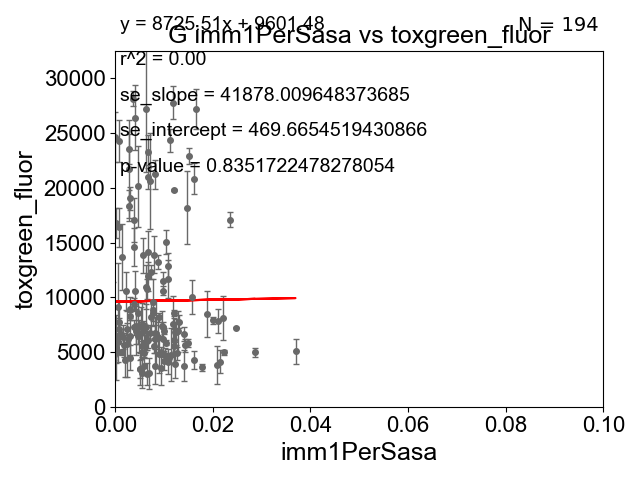 y = 8725.51x + 9601.48
N = 194
G imm1PerSasa vs toxgreen_fluor
r^2 = 0.00
se_slope = 41878.009648373685
se_intercept = 469.6654519430866
p-value = 0.8351722478278054
toxgreen_fluor
30000
25000
20000
15000
10000
5000
0
0.00
0.02
0.04
0.06
0.08
0.10
imm1PerSasa